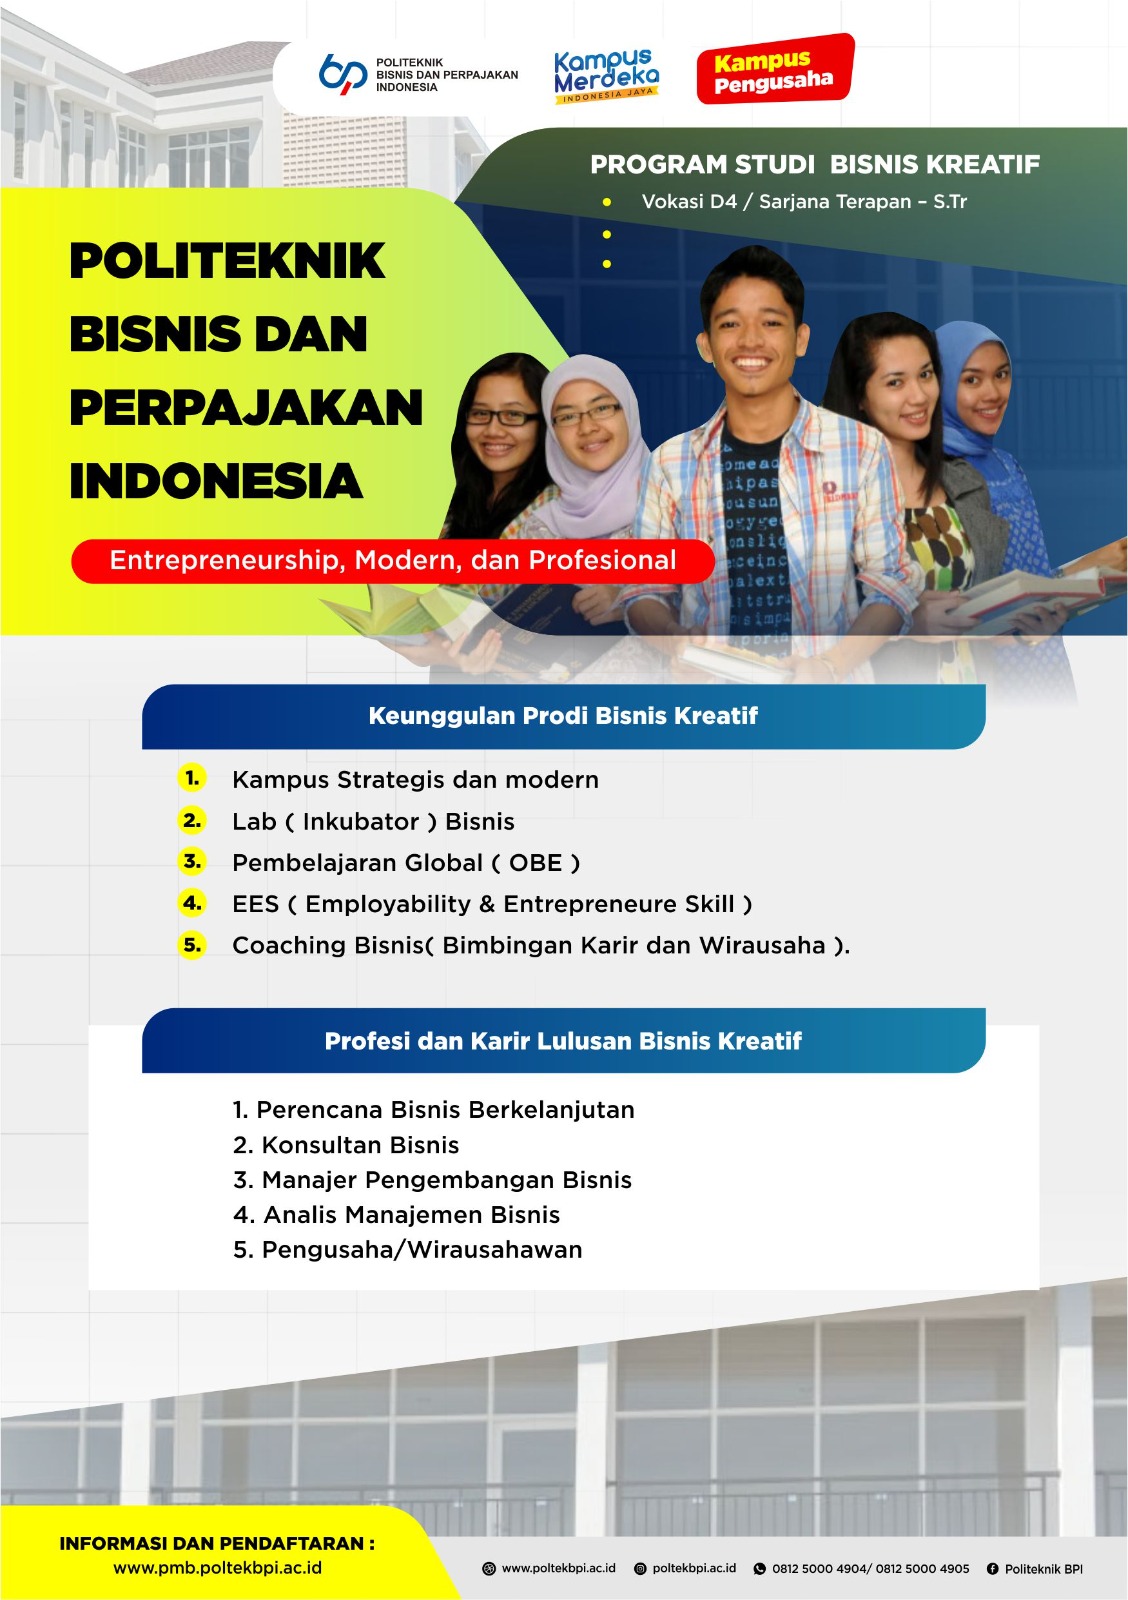 POLITEKNIK
BISNIS DAN PERPAJAKAN
INDONESIA
Kampus
Merdeka
INDONESIA JAYA
Kampus
Pengusaha
PROGRAM STUDI BISNIS KREATIF
• Vokasi D4 / Sarjana Terapan – S.Tr
•
•
POLITEKNIK
BISNIS DAN
PERPAJAKAN
INDONESIA
Entrepreneurship, Modern, dan Profesional
Keunggulan Prodi Bisnis Kreatif
1. Kampus Strategis dan modern
2. Lab ( Inkubator ) Bisnis
3. Pembelajaran Global ( OBE )
4. EES ( Employability & Entrepreneure Skill )
5. Coaching Bisnis( Bimbingan Karir dan Wirausaha ).
Profesi dan Karir Lulusan Bisnis Kreatif
1. Perencana Bisnis Berkelanjutan
2. Konsultan Bisnis
3. Manajer Pengembangan Bisnis
4. Analis Manajemen Bisnis
5. Pengusaha/Wirausahawan
INFORMASI DAN PENDAFTARAN :
www.pmb.poltekbpi.ac.id
www.poltekbpi.ac.id poltekbpi.ac.id 0812 5000 4904/ 0812 5000 4905 Politeknik BPI